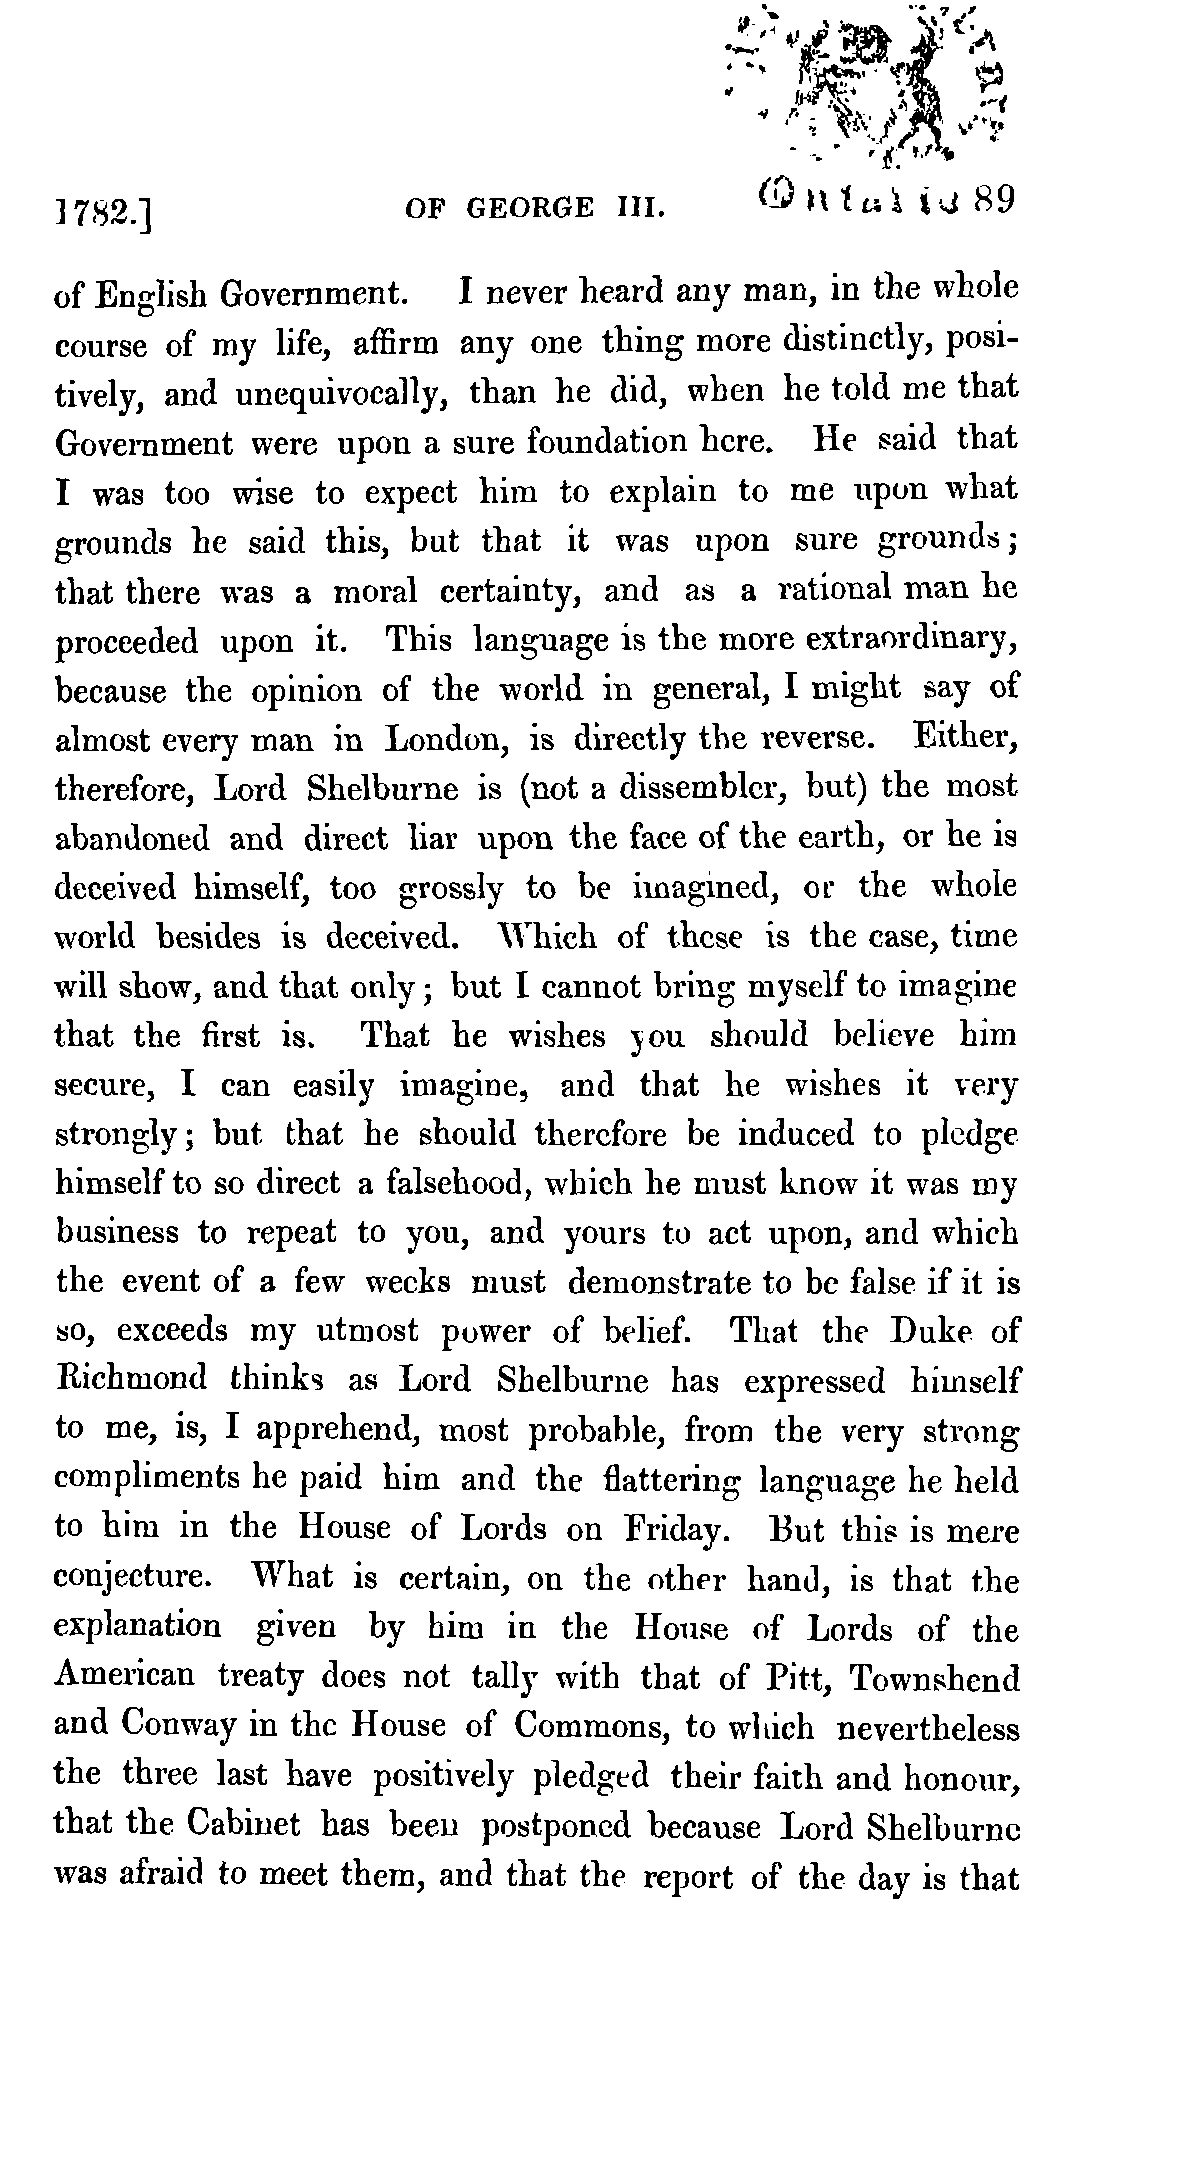 Ontario
1782.] OF GEORGE III. 89
of English Government. I never heard any man, in the whole
course of my life, affirm any one thing more distinctly, posi-
tively, and unequivocally, than he did, when he told me that
Government were upon a sure foundation here. He said that
I was too wise to expect him to explain to me upon what
grounds he said this, but that it was upon sure grounds;
that there was a moral certainty, and as a rational man he
proceeded upon it. This language is the more extraordinary,
because the opinion of the world in general, I might say of
almost every man in London, is directly the reverse. Either,
therefore, Lord Shelburne is (not a dissembler, but) the most
abandoned and direct liar upon the face of the earth, or he is
deceived himself, too grossly to be imagined, or the whole
world besides is deceived. Which of these is the case, time
will show, and that only; but I cannot bring myself to imagine
that the first is. That he wishes you should believe him
secure, I can easily imagine, and that he wishes it very
strongly; but that he should therefore be induced to pledge
himself to so direct a falsehood, which he must know it was my
business to repeat to you, and yours to act upon, and which
the event of a few weeks must demonstrate to be false if it is
so, exceeds my utmost power of belief. That the Duke of
Richmond thinks as Lord Shelburne has expressed himself
to me, is, I apprehend, most probable, from the very strong
compliments he paid him and the flattering language he held
to him in the House of Lords on Friday. But this is mere
conjecture. What is certain, on the other hand, is that the
explanation given by him in the House of Lords of the
American treaty does not tally with that of Pitt, Townshend
and Conway in the House of Commons, to which nevertheless
the three last have positively pledged their faith and honour,
that the Cabinet has been postponed because Lord Shelburne
was afraid to meet them, and that the report of the day is that